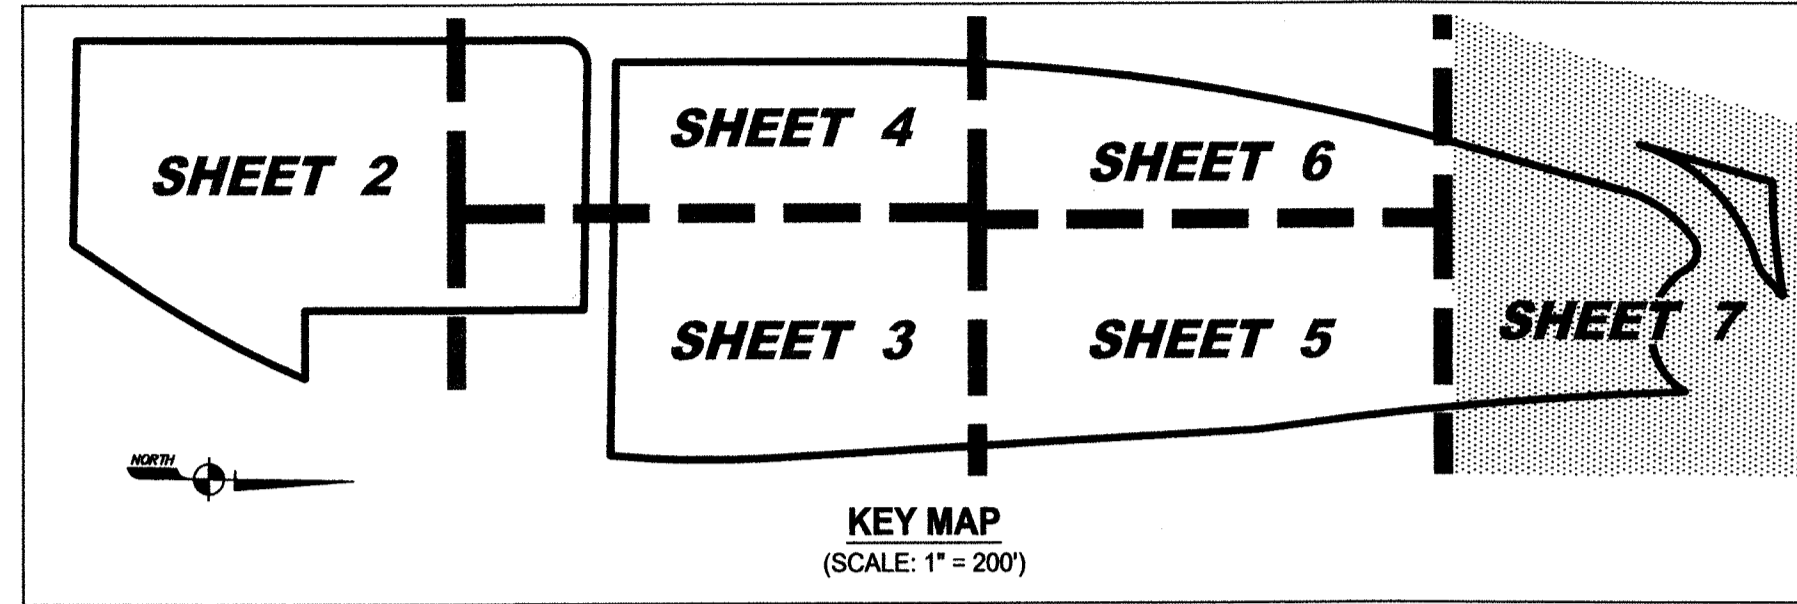 SHEET 2
SHEET 4
SHEET 6
SHEET 3
SHEET 5
SHEET 7
NORTH
KEY MAP
(SCALE: 1" = 200')